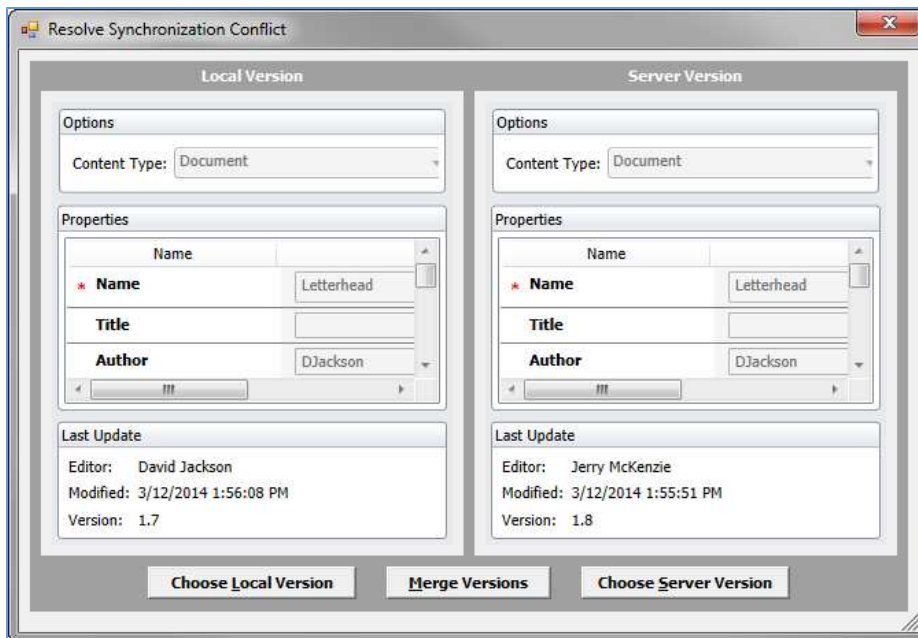 Resolve Synchronization Conflict
Local Version
Options
Content Type: Document
Properties
Name
* Name Letterhead
Title
Author DJackson
Last Update
Editor: David Jackson
Modified: 3/12/2014 1:56:08 PM
Version: 1.7
Server Version
Options
Content Type: Document
Properties
Name
* Name Letterhead
Title
Author DJackson
Last Update
Editor: Jerry McKenzie
Modified: 3/12/2014 1:55:51 PM
Version: 1.8
Choose Local Version Merge Versions Choose Server Version